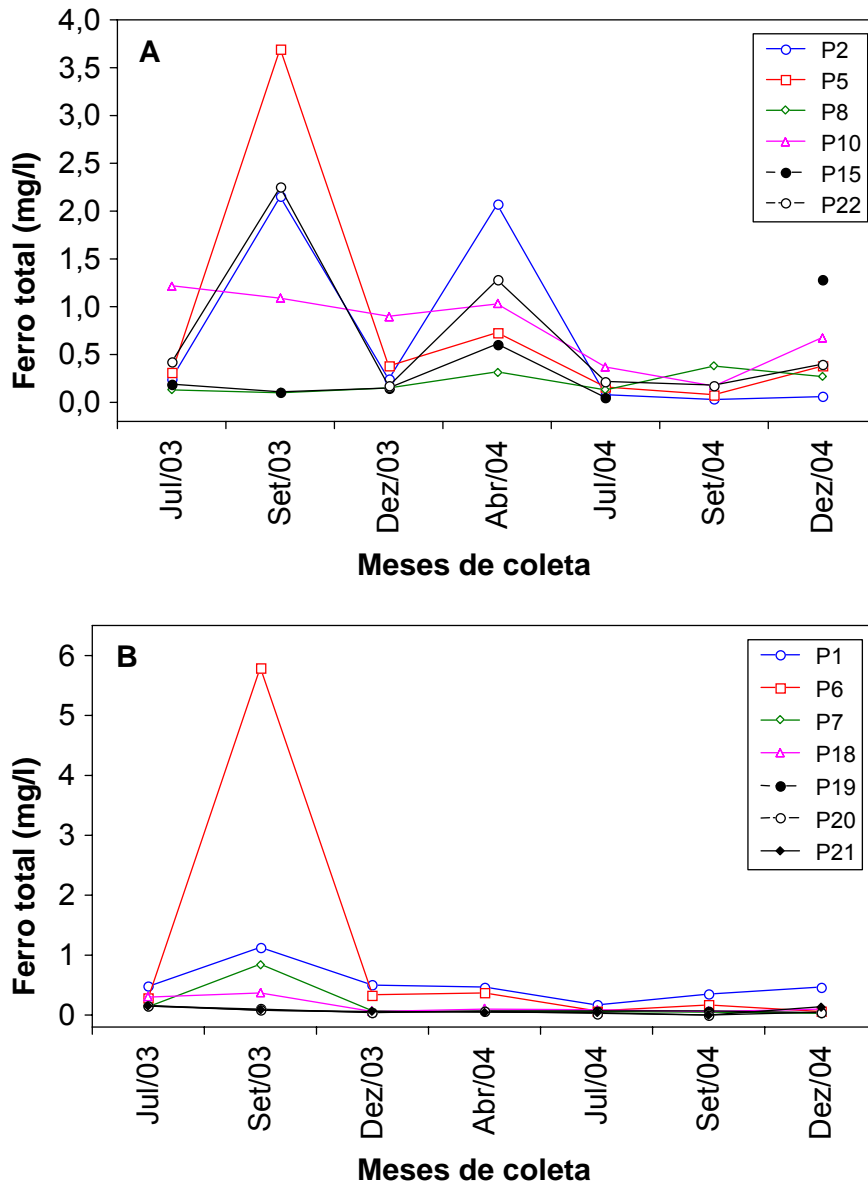 A
4,0
3,5
3,0
2,5
2,0
1,5
1,0
0,5
0,0
Ferro total (mg/l)
P2
P5
P8
P10
P15
P22
Jul/03
Set/03
Dez/03
Abr/04
Jul/04
Set/04
Dez/04
Meses de coleta
B
6
5
4
3
2
1
0
Ferro total (mg/l)
P1
P6
P7
P18
P19
P20
P21
Jul/03
Set/03
Dez/03
Abr/04
Jul/04
Set/04
Dez/04
Meses de coleta